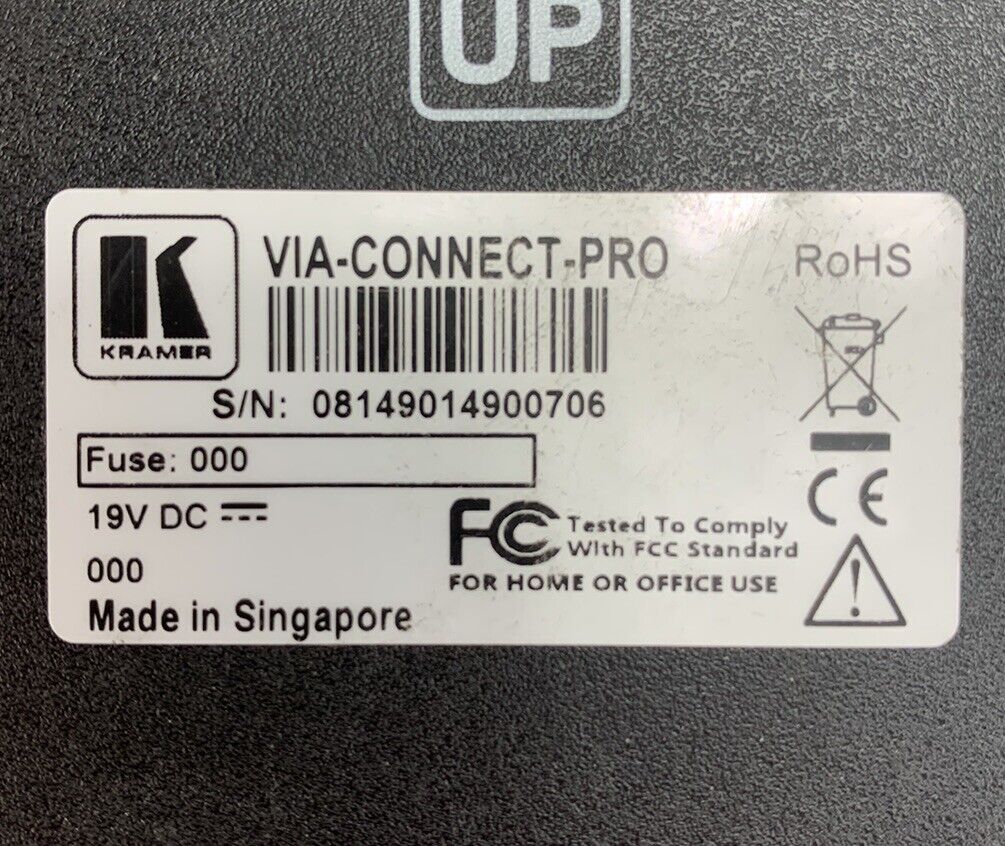 UP
KRAMER
VIA-CONNECT-PRO
RoHS
S/N: 08149014900706
Fuse: 000
19V DC
000
Made in Singapore
FC Tested To Comply
With FCC Standard
FOR HOME OR OFFICE USE
CE